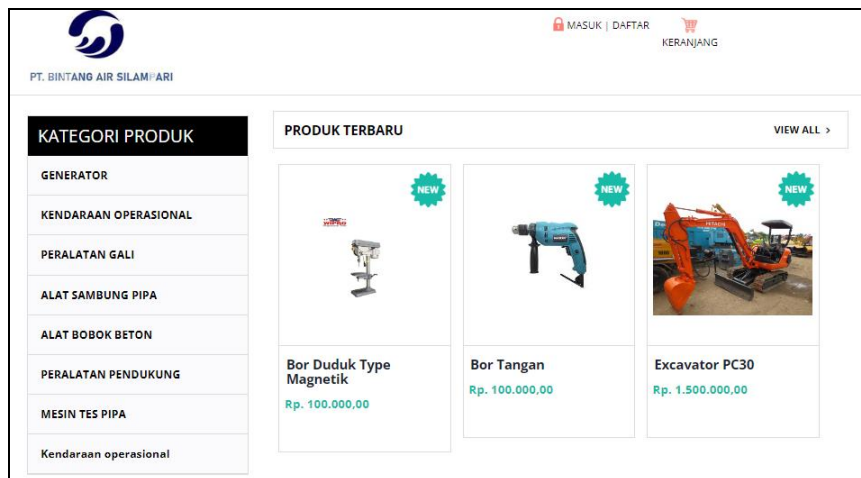 MASUK | DAFTAR
KERANJANG
PT. BINTANG AIR SILAMPARI
KATEGORI PRODUK
GENERATOR
KENDARAAN OPERASIONAL
PERALATAN GALI
ALAT SAMBUNG PIPA
ALAT BOBOK BETON
PERALATAN PENDUKUNG
MESIN TES PIPA
Kendaraan operasional
PRODUK TERBARU
VIEW ALL >
NEW
Bor Duduk Type
Magnetik
Rp. 100.000,00
NEW
Bor Tangan
Rp. 100.000,00
NEW
HITACHI
Excavator PC30
Rp. 1.500.000,00